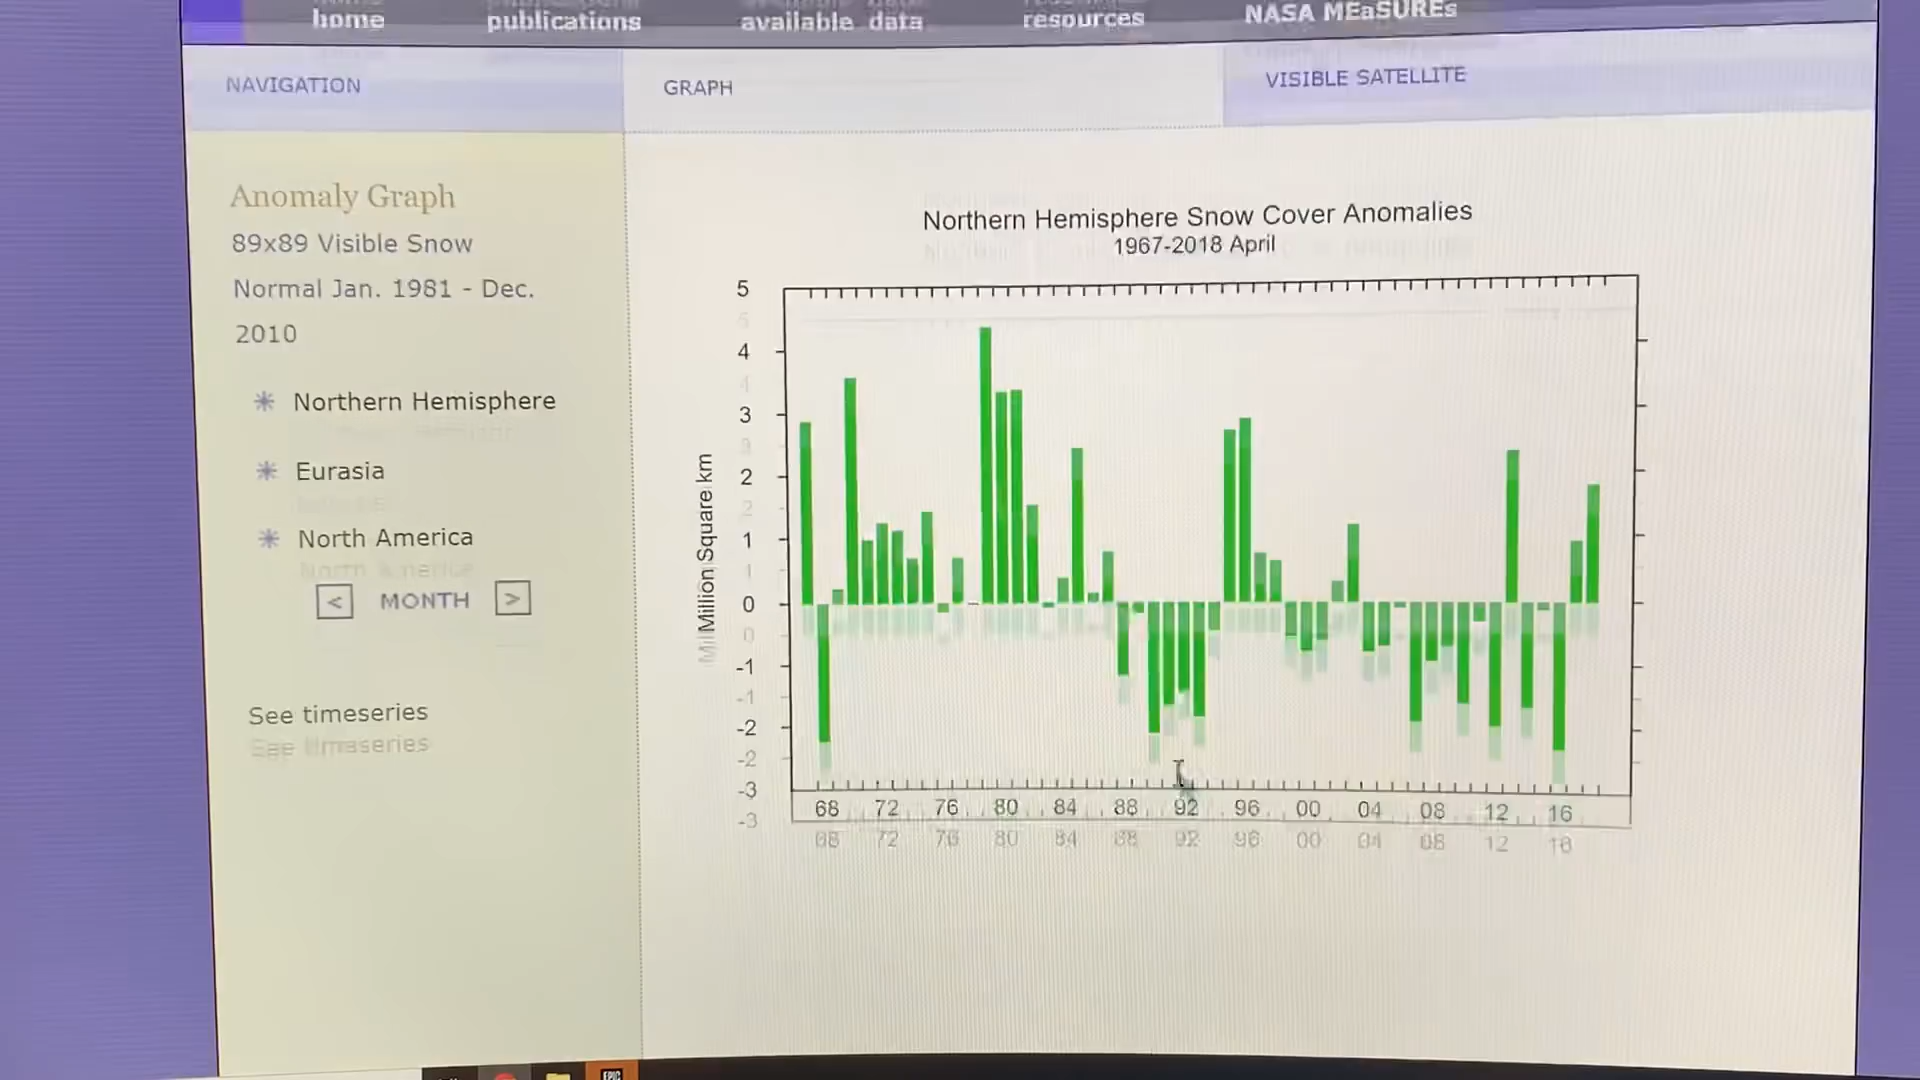 home
publications
available data
resources
NASA MEaSUREs
NAVIGATION
GRAPH
VISIBLE SATELLITE
Anomaly Graph
89x89 Visible Snow
Normal Jan. 1981 - Dec.
2010
Northern Hemisphere
Eurasia
North America
< MONTH >
See timeseries
Northern Hemisphere Snow Cover Anomalies
1967-2018 April
Million Square km
5
4
3
2
1
0
-1
-2
-3
68 72 76 80 84 88 92 96 00 04 08 12 16
EPIC